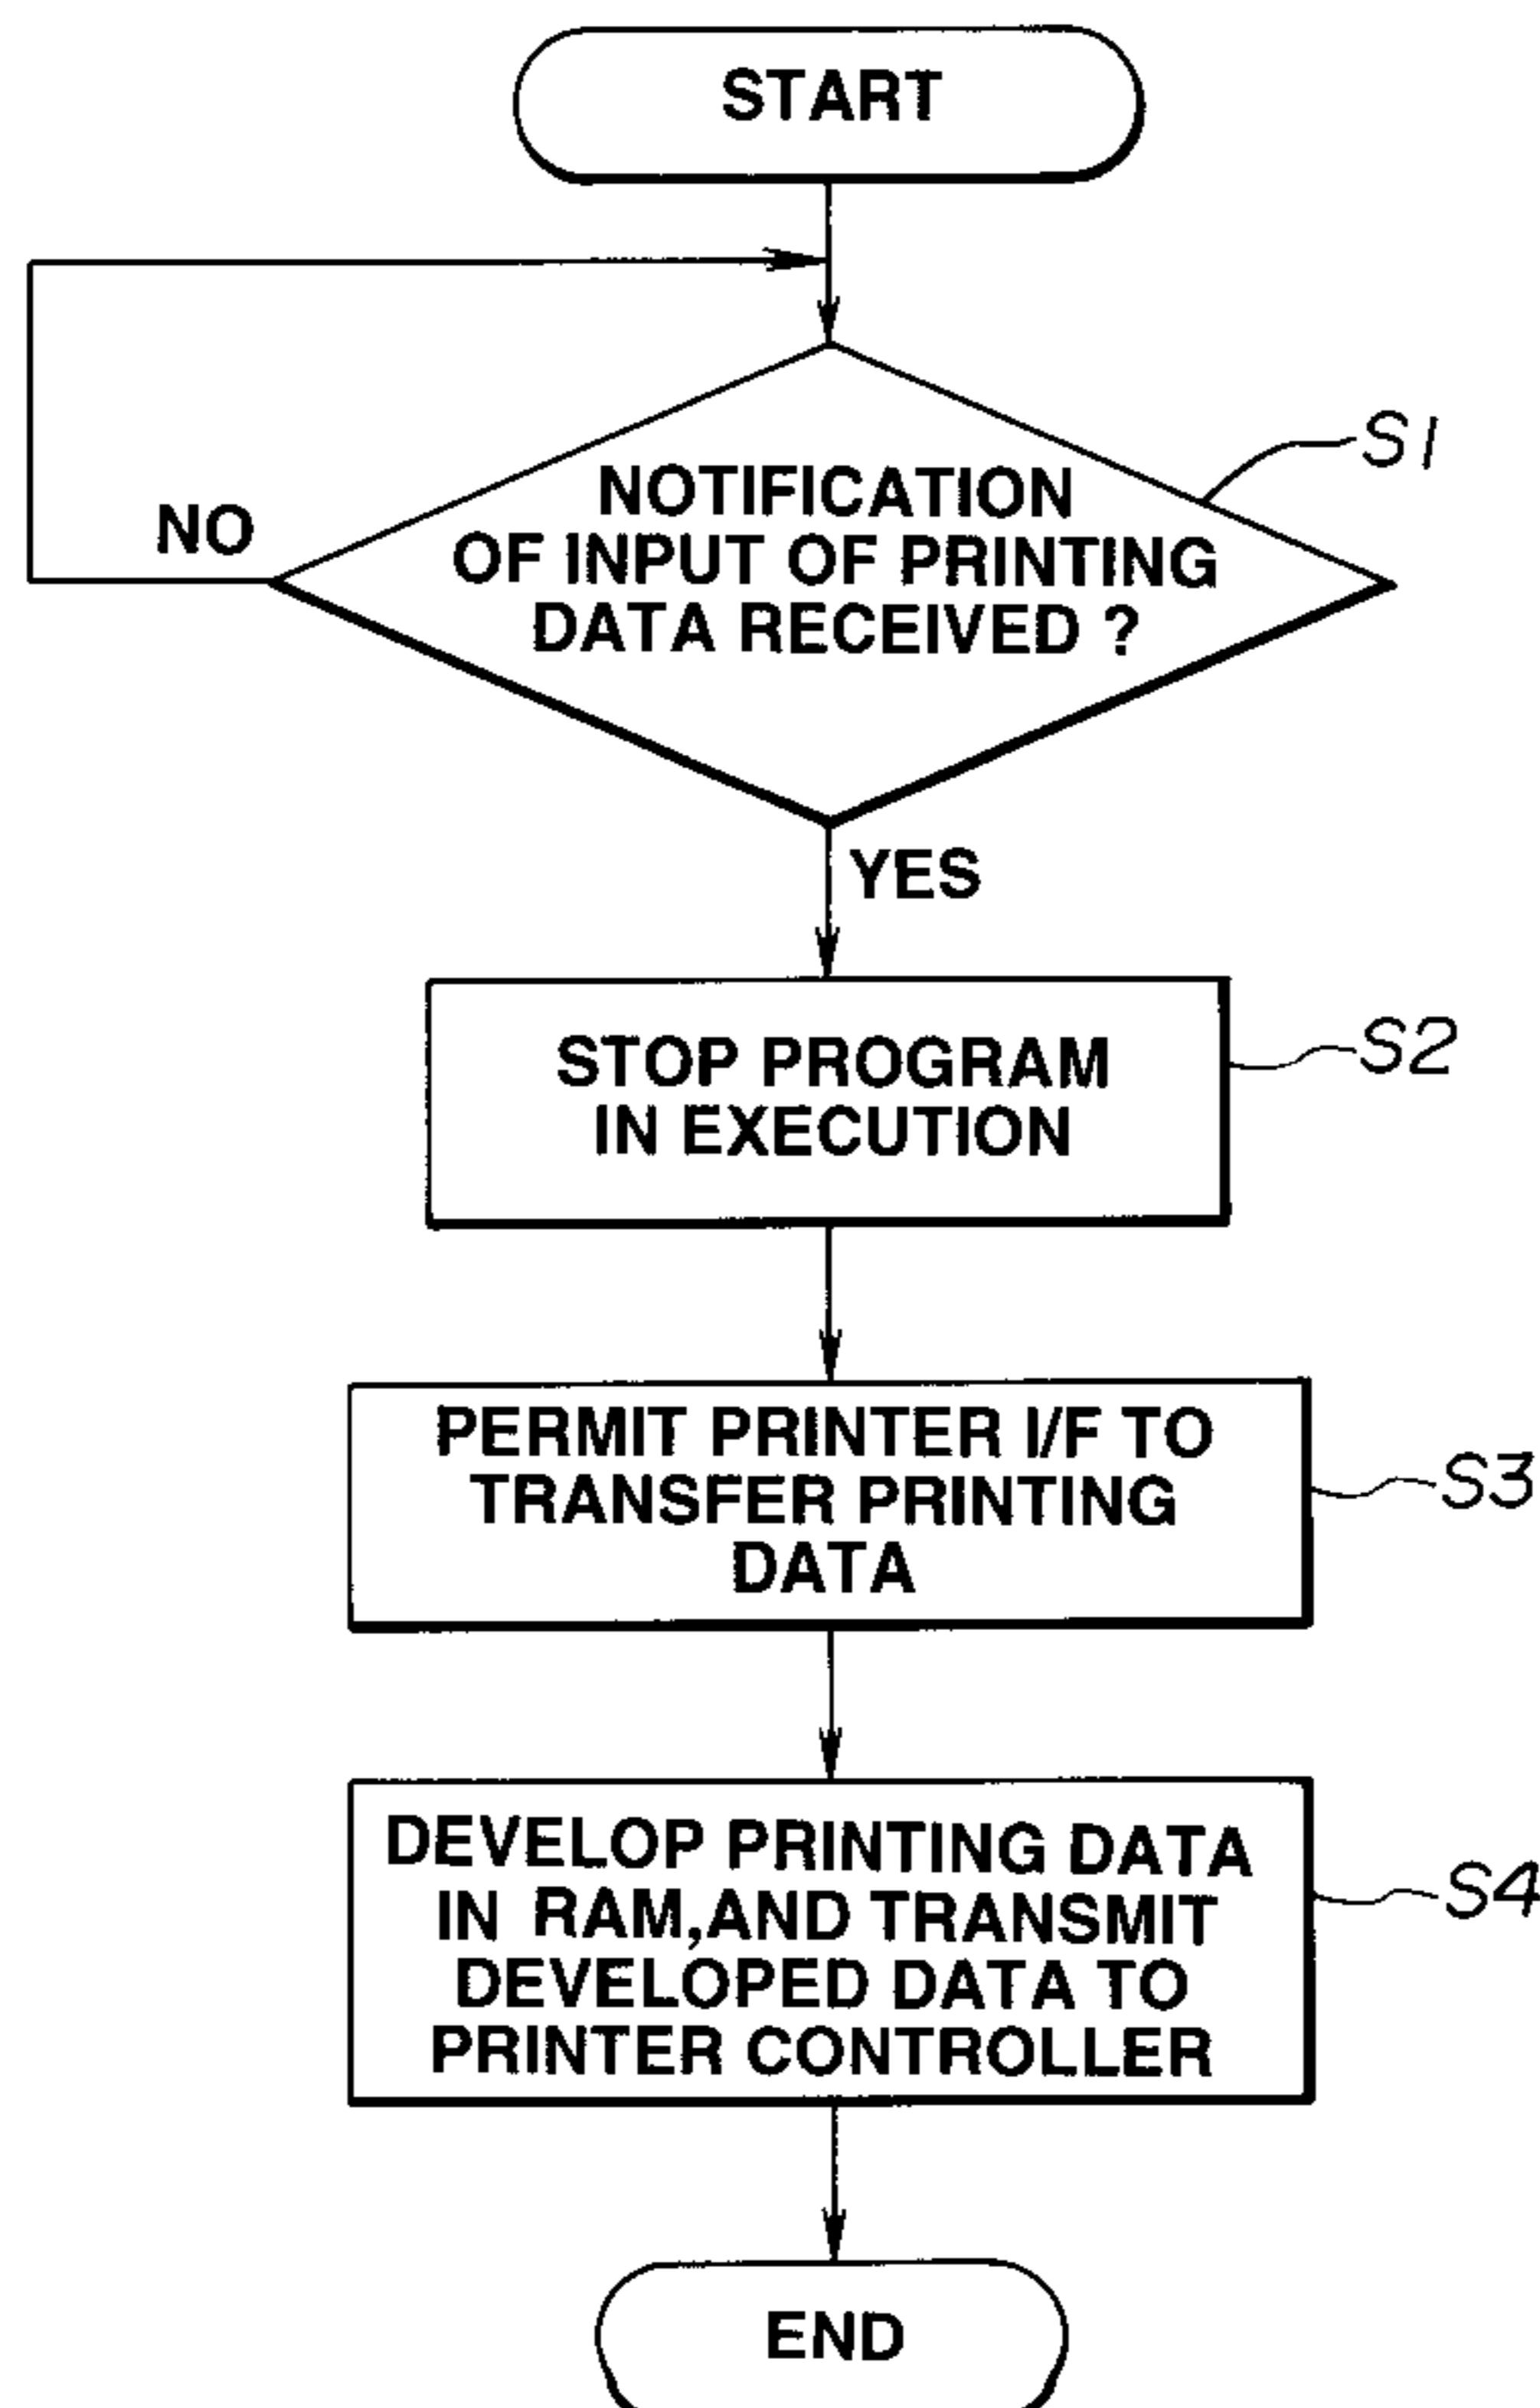 START
NOTIFICATION
OF INPUT OF PRINTING
DATA RECEIVED ?
S1
NO
YES
STOP PROGRAM
IN EXECUTION
S2
PERMIT PRINTER I/F TO
TRANSFER PRINTING
DATA
S3
DEVELOP PRINTING DATA
IN RAM,AND TRANSMIT
DEVELOPED DATA TO
PRINTER CONTROLLER
S4
END